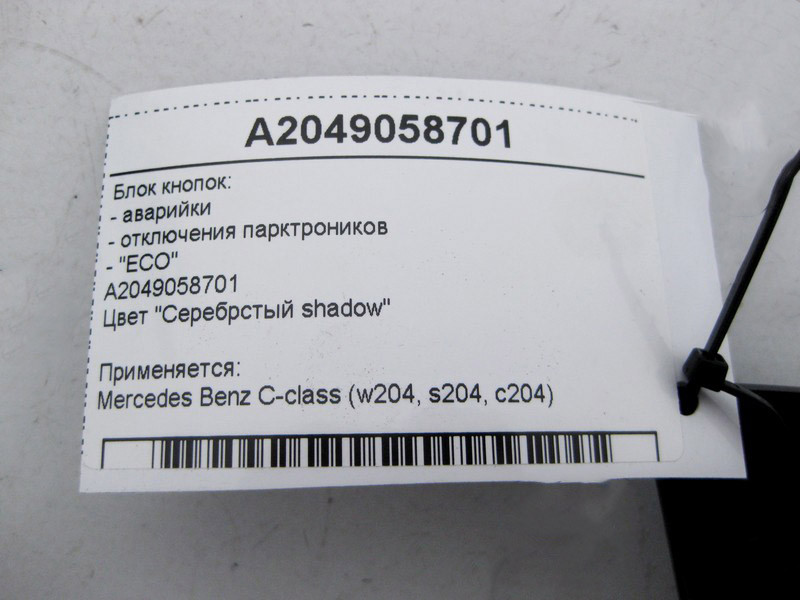 A2049058701
Блок кнопок:
- аварийки
- отключения парктроников
- "ECO"
A2049058701
Цвет "Серебрстый shadow"
Применяется:
Mercedes Benz C-class (w204, s204, c204)